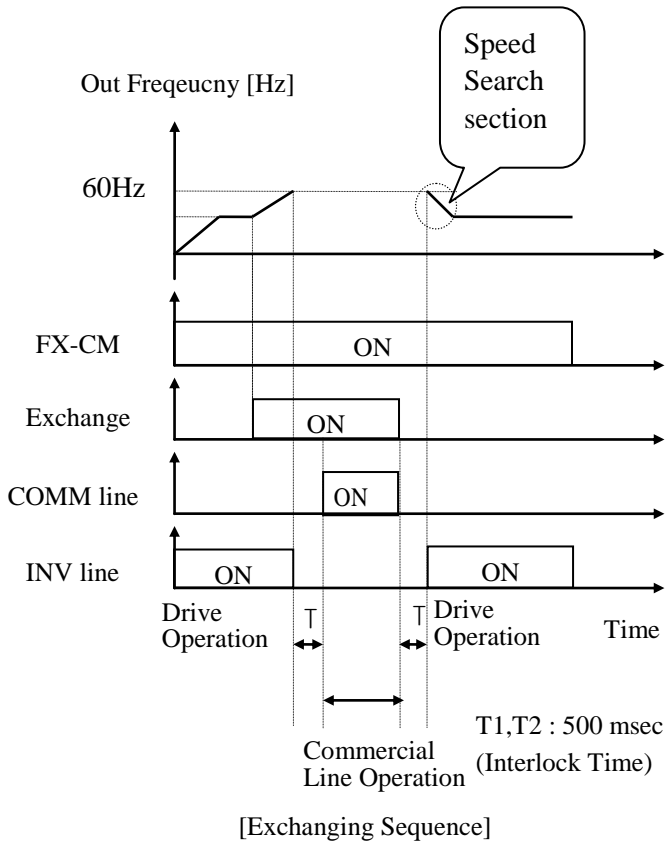 Speed
Search
section
Out Freqeucny [Hz]
60Hz
FX-CM
ON
Exchange
ON
COMM line
ON
INV line
ON
ON
Drive
Operation
T
T
Drive
Operation
Time
Commercial
Line Operation
T1,T2 : 500 msec
(Interlock Time)
[Exchanging Sequence]